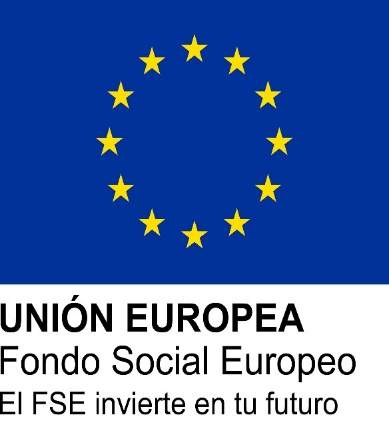 UNIÓN EUROPEA
Fondo Social Europeo
El FSE invierte en tu futuro